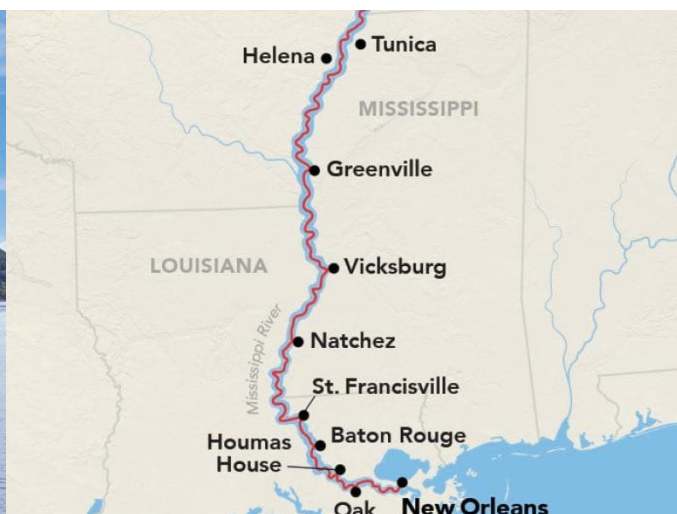 Tunica
Helena
MISSISSIPPI
Greenville
LOUISIANA
Vicksburg
Mississippi River
Natchez
St. Francisville
Baton Rouge
Houmas
House
Oak
New Orleans